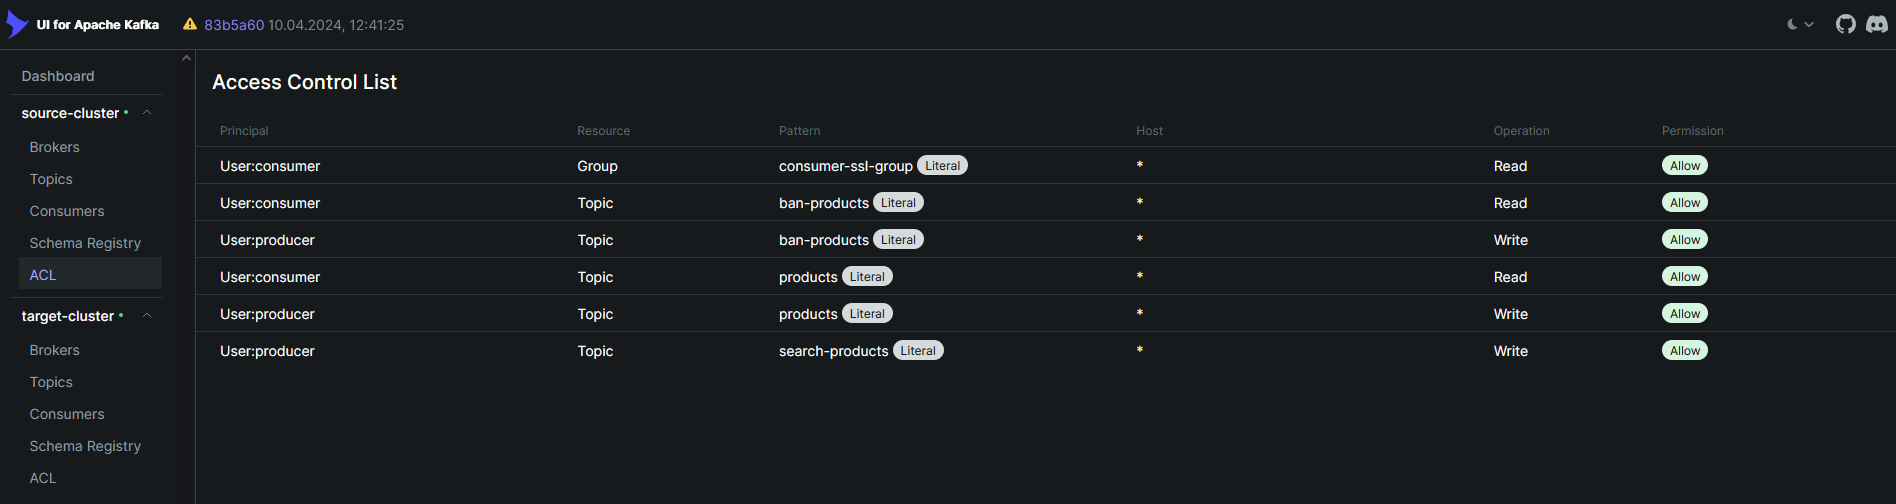 UI for Apache Kafka 83b5a60 10.04.2024, 12:41:25
Dashboard
source-cluster
Brokers
Topics
Consumers
Schema Registry
ACL
target-cluster
Brokers
Topics
Consumers
Schema Registry
ACL
Access Control List
Principal Resource Pattern Host Operation Permission
User:consumer Group consumer-ssl-group Literal * Read Allow
User:consumer Topic ban-products Literal * Read Allow
User:producer Topic ban-products Literal * Write Allow
User:consumer Topic products Literal * Read Allow
User:producer Topic products Literal * Write Allow
User:producer Topic search-products Literal * Write Allow